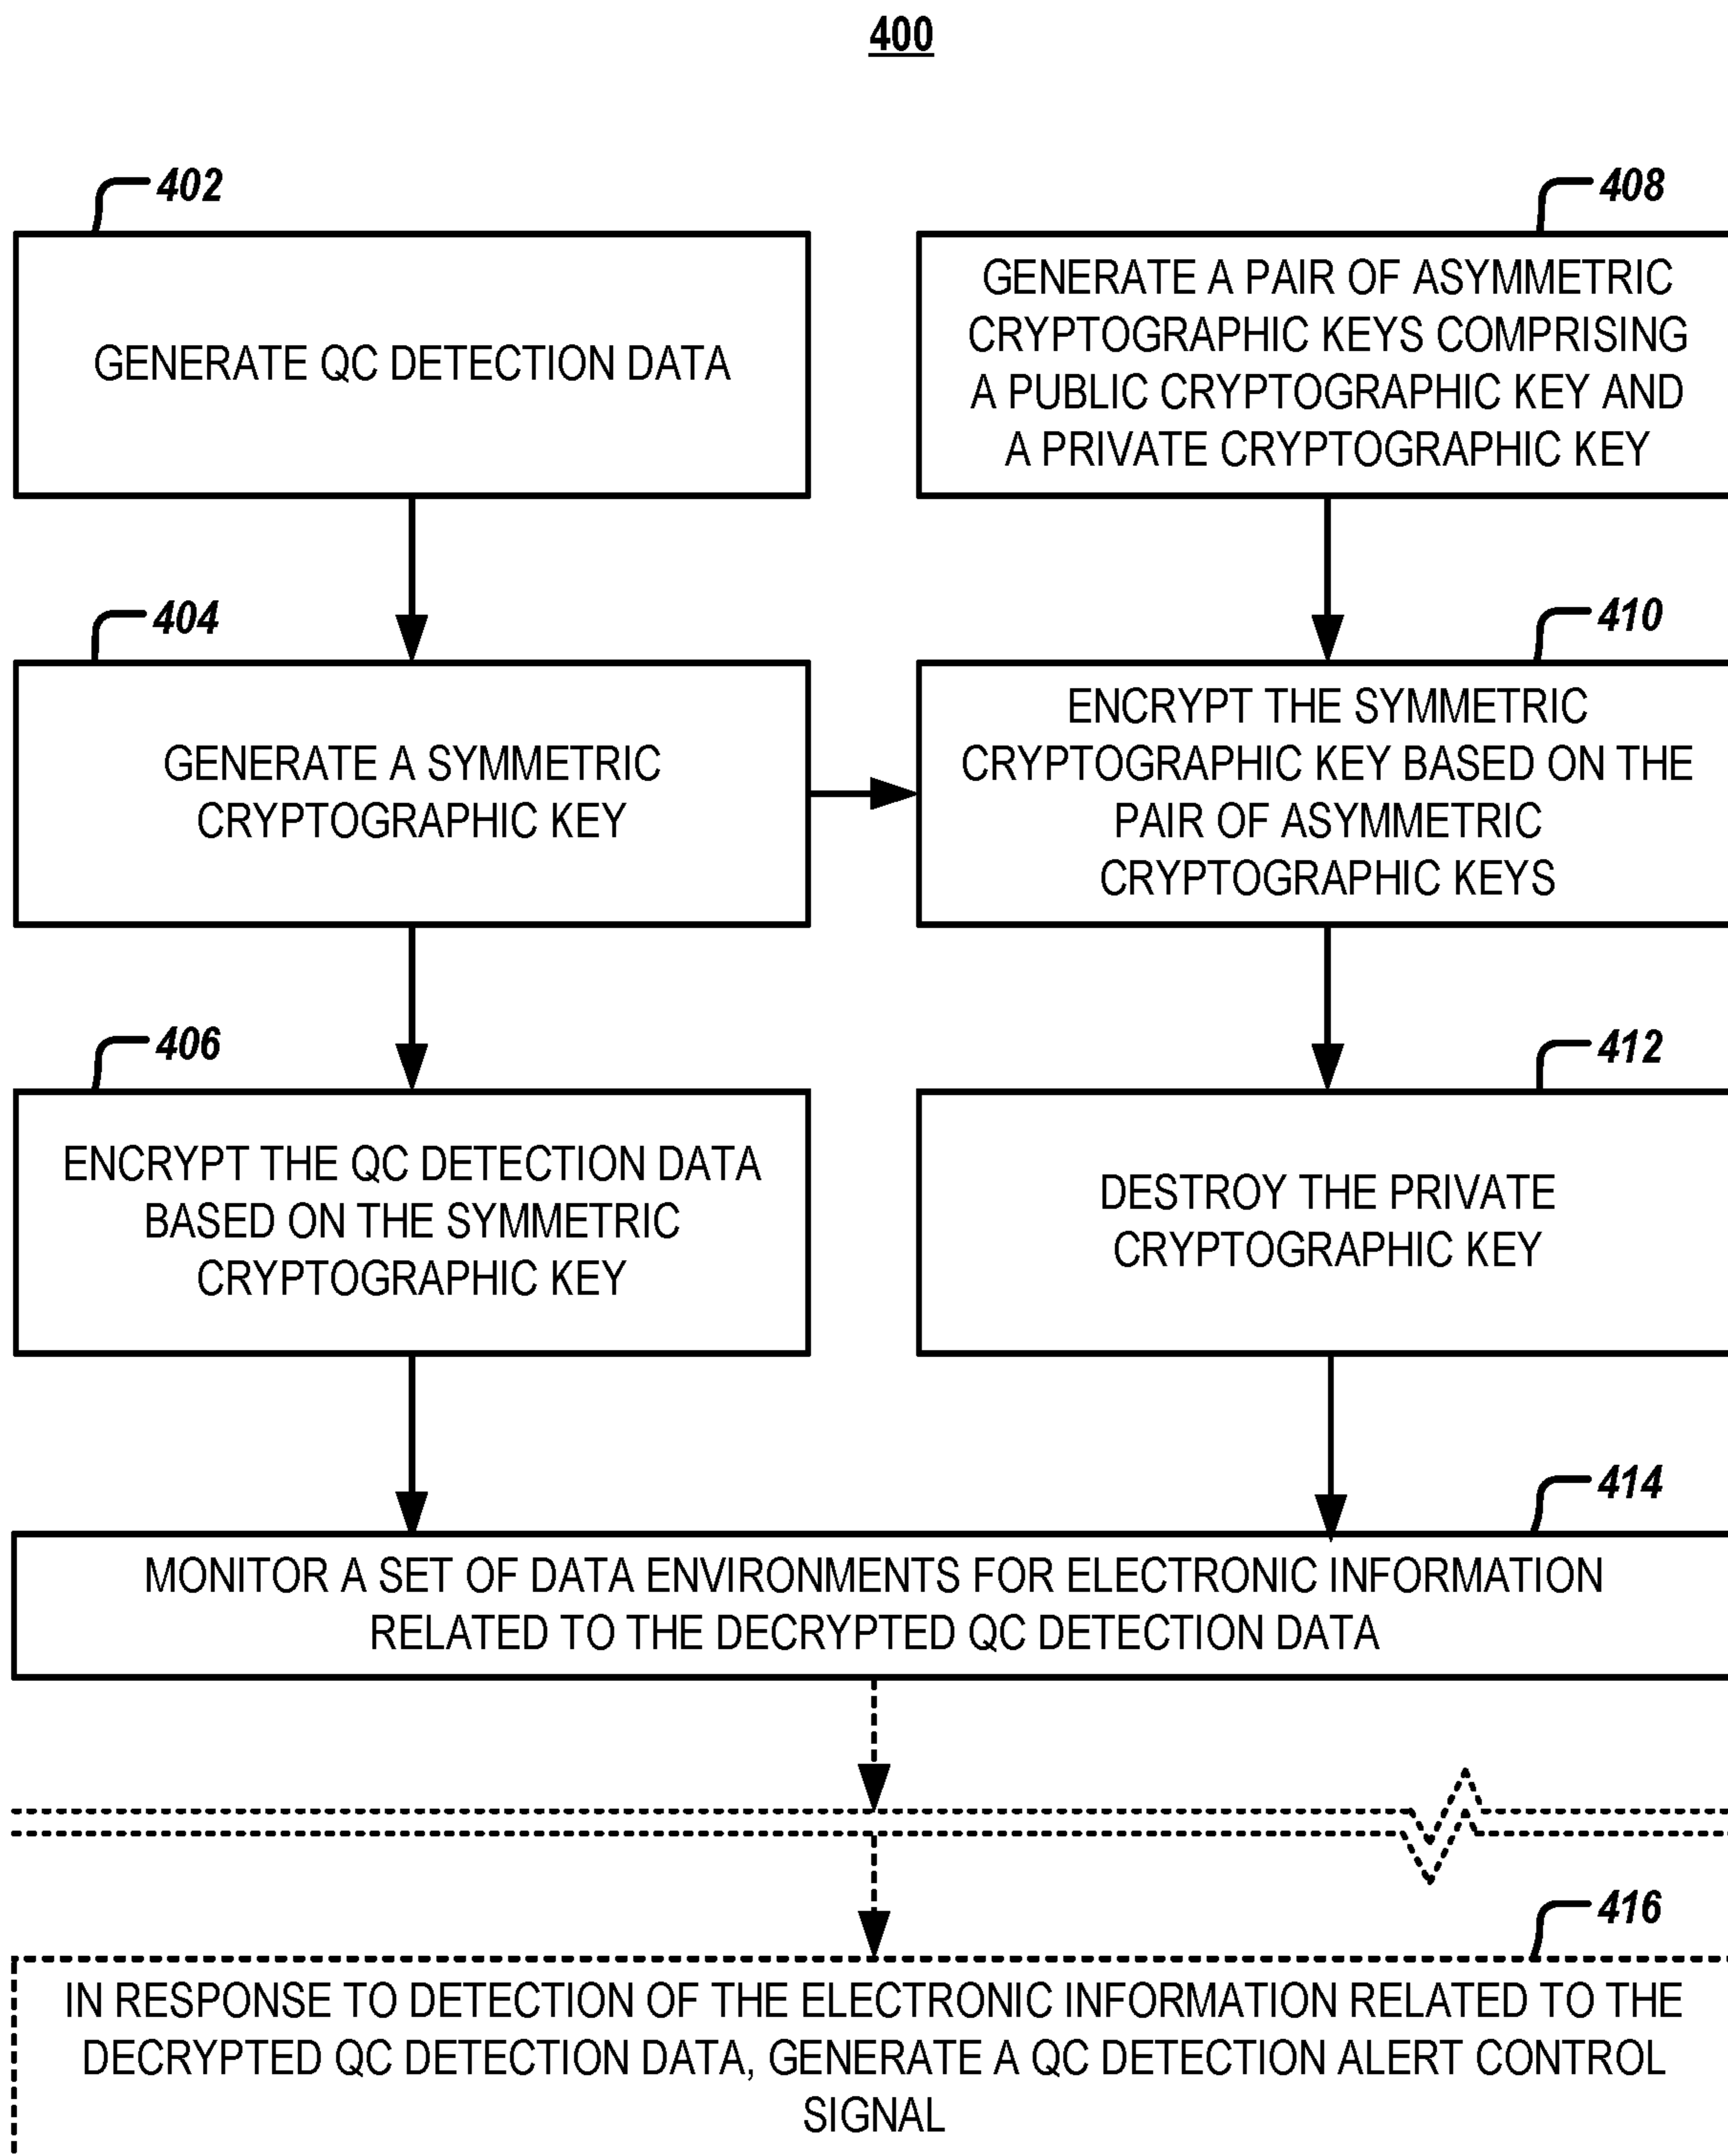 400
402
GENERATE QC DETECTION DATA
408
GENERATE A PAIR OF ASYMMETRIC
CRYPTOGRAPHIC KEYS COMPRISING
A PUBLIC CRYPTOGRAPHIC KEY AND
A PRIVATE CRYPTOGRAPHIC KEY
404
GENERATE A SYMMETRIC
CRYPTOGRAPHIC KEY
410
ENCRYPT THE SYMMETRIC
CRYPTOGRAPHIC KEY BASED ON THE
PAIR OF ASYMMETRIC
CRYPTOGRAPHIC KEYS
406
ENCRYPT THE QC DETECTION DATA
BASED ON THE SYMMETRIC
CRYPTOGRAPHIC KEY
412
DESTROY THE PRIVATE
CRYPTOGRAPHIC KEY
414
MONITOR A SET OF DATA ENVIRONMENTS FOR ELECTRONIC INFORMATION
RELATED TO THE DECRYPTED QC DETECTION DATA
416
IN RESPONSE TO DETECTION OF THE ELECTRONIC INFORMATION RELATED TO THE
DECRYPTED QC DETECTION DATA, GENERATE A QC DETECTION ALERT CONTROL
SIGNAL